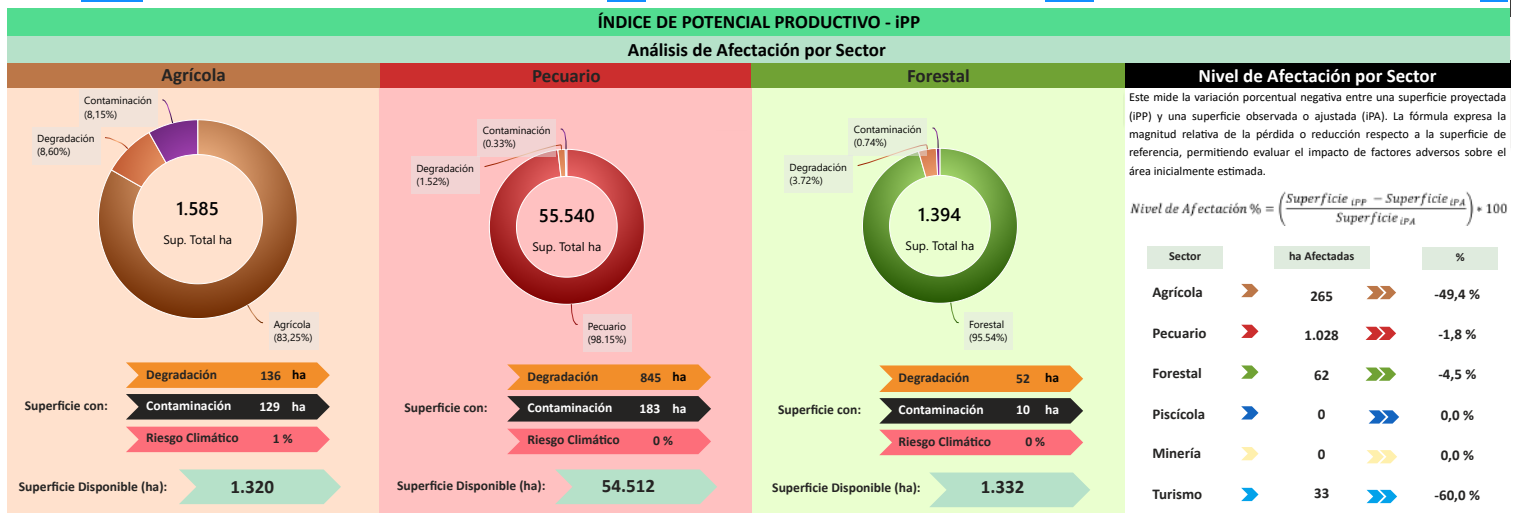 ÍNDICE DE POTENCIAL PRODUCTIVO - iPP
Análisis de Afectación por Sector
Agrícola
Contaminación
(8,15%)
Degradación
(8,60%)
1.585
Sup. Total ha
Agrícola
(83,25%)
Degradación 136 ha
Superficie con: Contaminación 129 ha
Riesgo Climático 1 %
Superficie Disponible (ha): 1.320
Pecuario
Contaminación
(0.33%)
Degradación
(1.52%)
55.540
Sup. Total ha
Pecuario
(98.15%)
Degradación 845 ha
Superficie con: Contaminación 183 ha
Riesgo Climático 0 %
Superficie Disponible (ha): 54.512
Forestal
Contaminación
(0.74%)
Degradación
(3.72%)
1.394
Sup. Total ha
Forestal
(95.54%)
Degradación 52 ha
Superficie con: Contaminación 10 ha
Riesgo Climático 0 %
Superficie Disponible (ha): 1.332
Nivel de Afectación por Sector
Este mide la variación porcentual negativa entre una superficie proyectada
(iPP) y una superficie observada o ajustada (iPA). La fórmula expresa la
magnitud relativa de la pérdida o reducción respecto a la superficie de
referencia, permitiendo evaluar el impacto de factores adversos sobre el
área inicialmente estimada.
Nivel de Afectación % = (Superficie iPP − Superficie iPA / Superficie iPA) * 100
Sector ha Afectadas %
Agrícola 265 -49,4 %
Pecuario 1.028 -1,8 %
Forestal 62 -4,5 %
Piscícola 0 0,0 %
Minería 0 0,0 %
Turismo 33 -60,0 %